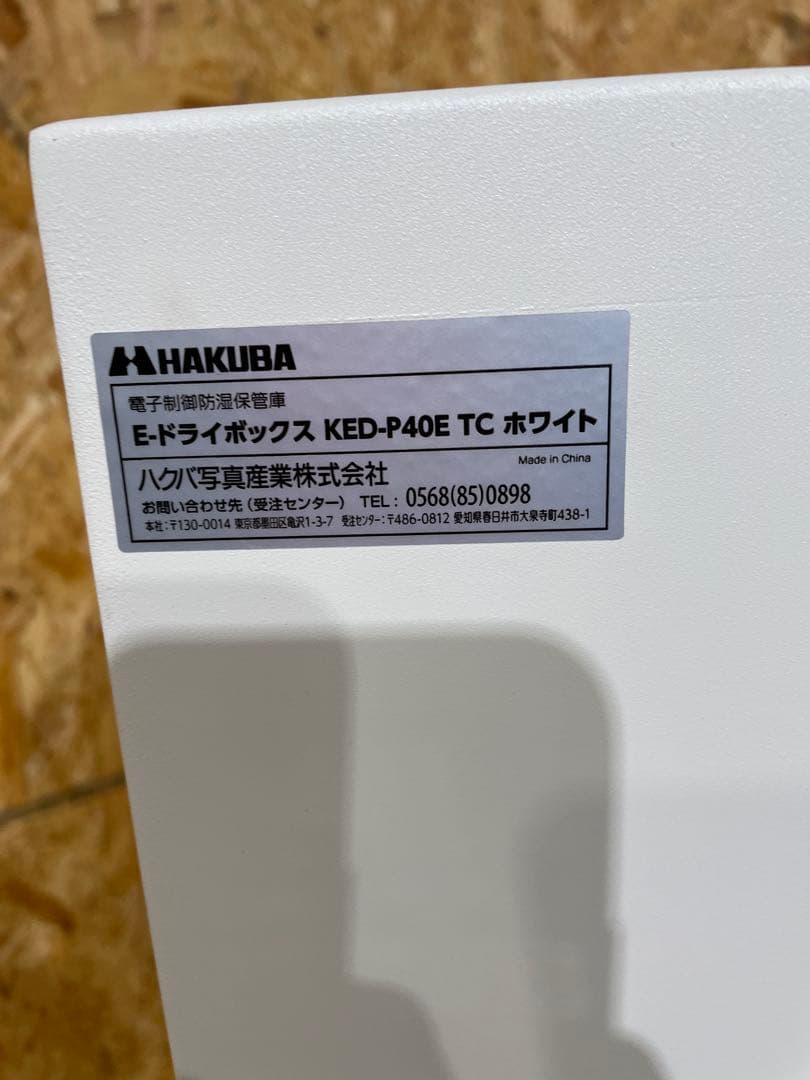 HAKUBA
電子制御防湿保管庫
E-ドライボックス KED-P40E TC ホワイト
Made in China
ハクバ写真産業株式会社
お問い合わせ先（受注センター） TEL：0568(85)0898
本社：〒130-0014 東京都墨田区亀沢1-3-7 受注センター：〒486-0812 愛知県春日井市大泉寺町438-1